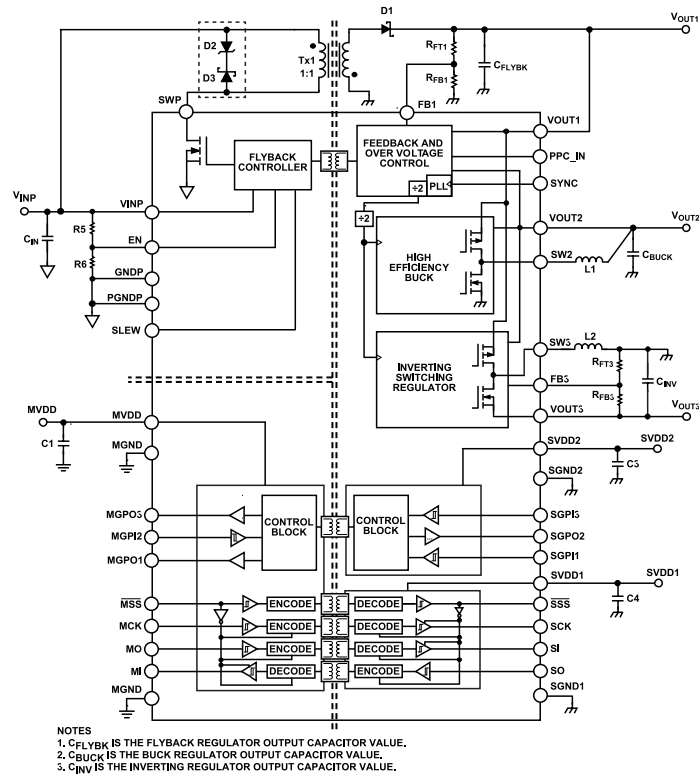 D1
VOUT1
D2
D3
Tx1
1:1
RFT1
RFB1
CFLYBK
SWP
FB1
FLYBACK
CONTROLLER
FEEDBACK AND
OVER VOLTAGE
CONTROL
÷2
PLL
VOUT1
PPC_IN
SYNC
VINP
CIN
R5
R6
VINP
EN
GNDP
PGNDP
SLEW
÷2
HIGH
EFFICIENCY
BUCK
VOUT2
VOUT2
SW2
L1
CBUCK
INVERTING
SWITCHING
REGULATOR
SW3
L2
RFT3
FB3
RFB3
CINV
VOUT3
VOUT3
MVDD
MVDD
C1
MGND
SVDD2
SVDD2
C3
SGND2
MGPO3
MGPI2
MGPO1
CONTROL
BLOCK
CONTROL
BLOCK
SGPI3
SGPO2
SGPI1
SVDD1
SVDD1
C4
MSS
ENCODE
DECODE
SSS
MCK
ENCODE
DECODE
SCK
MO
ENCODE
DECODE
SI
MI
DECODE
ENCODE
SO
MGND
SGND1
NOTES
1. CFLYBK IS THE FLYBACK REGULATOR OUTPUT CAPACITOR VALUE.
2. CBUCK IS THE BUCK REGULATOR OUTPUT CAPACITOR VALUE.
3. CINV IS THE INVERTING REGULATOR OUTPUT CAPACITOR VALUE.